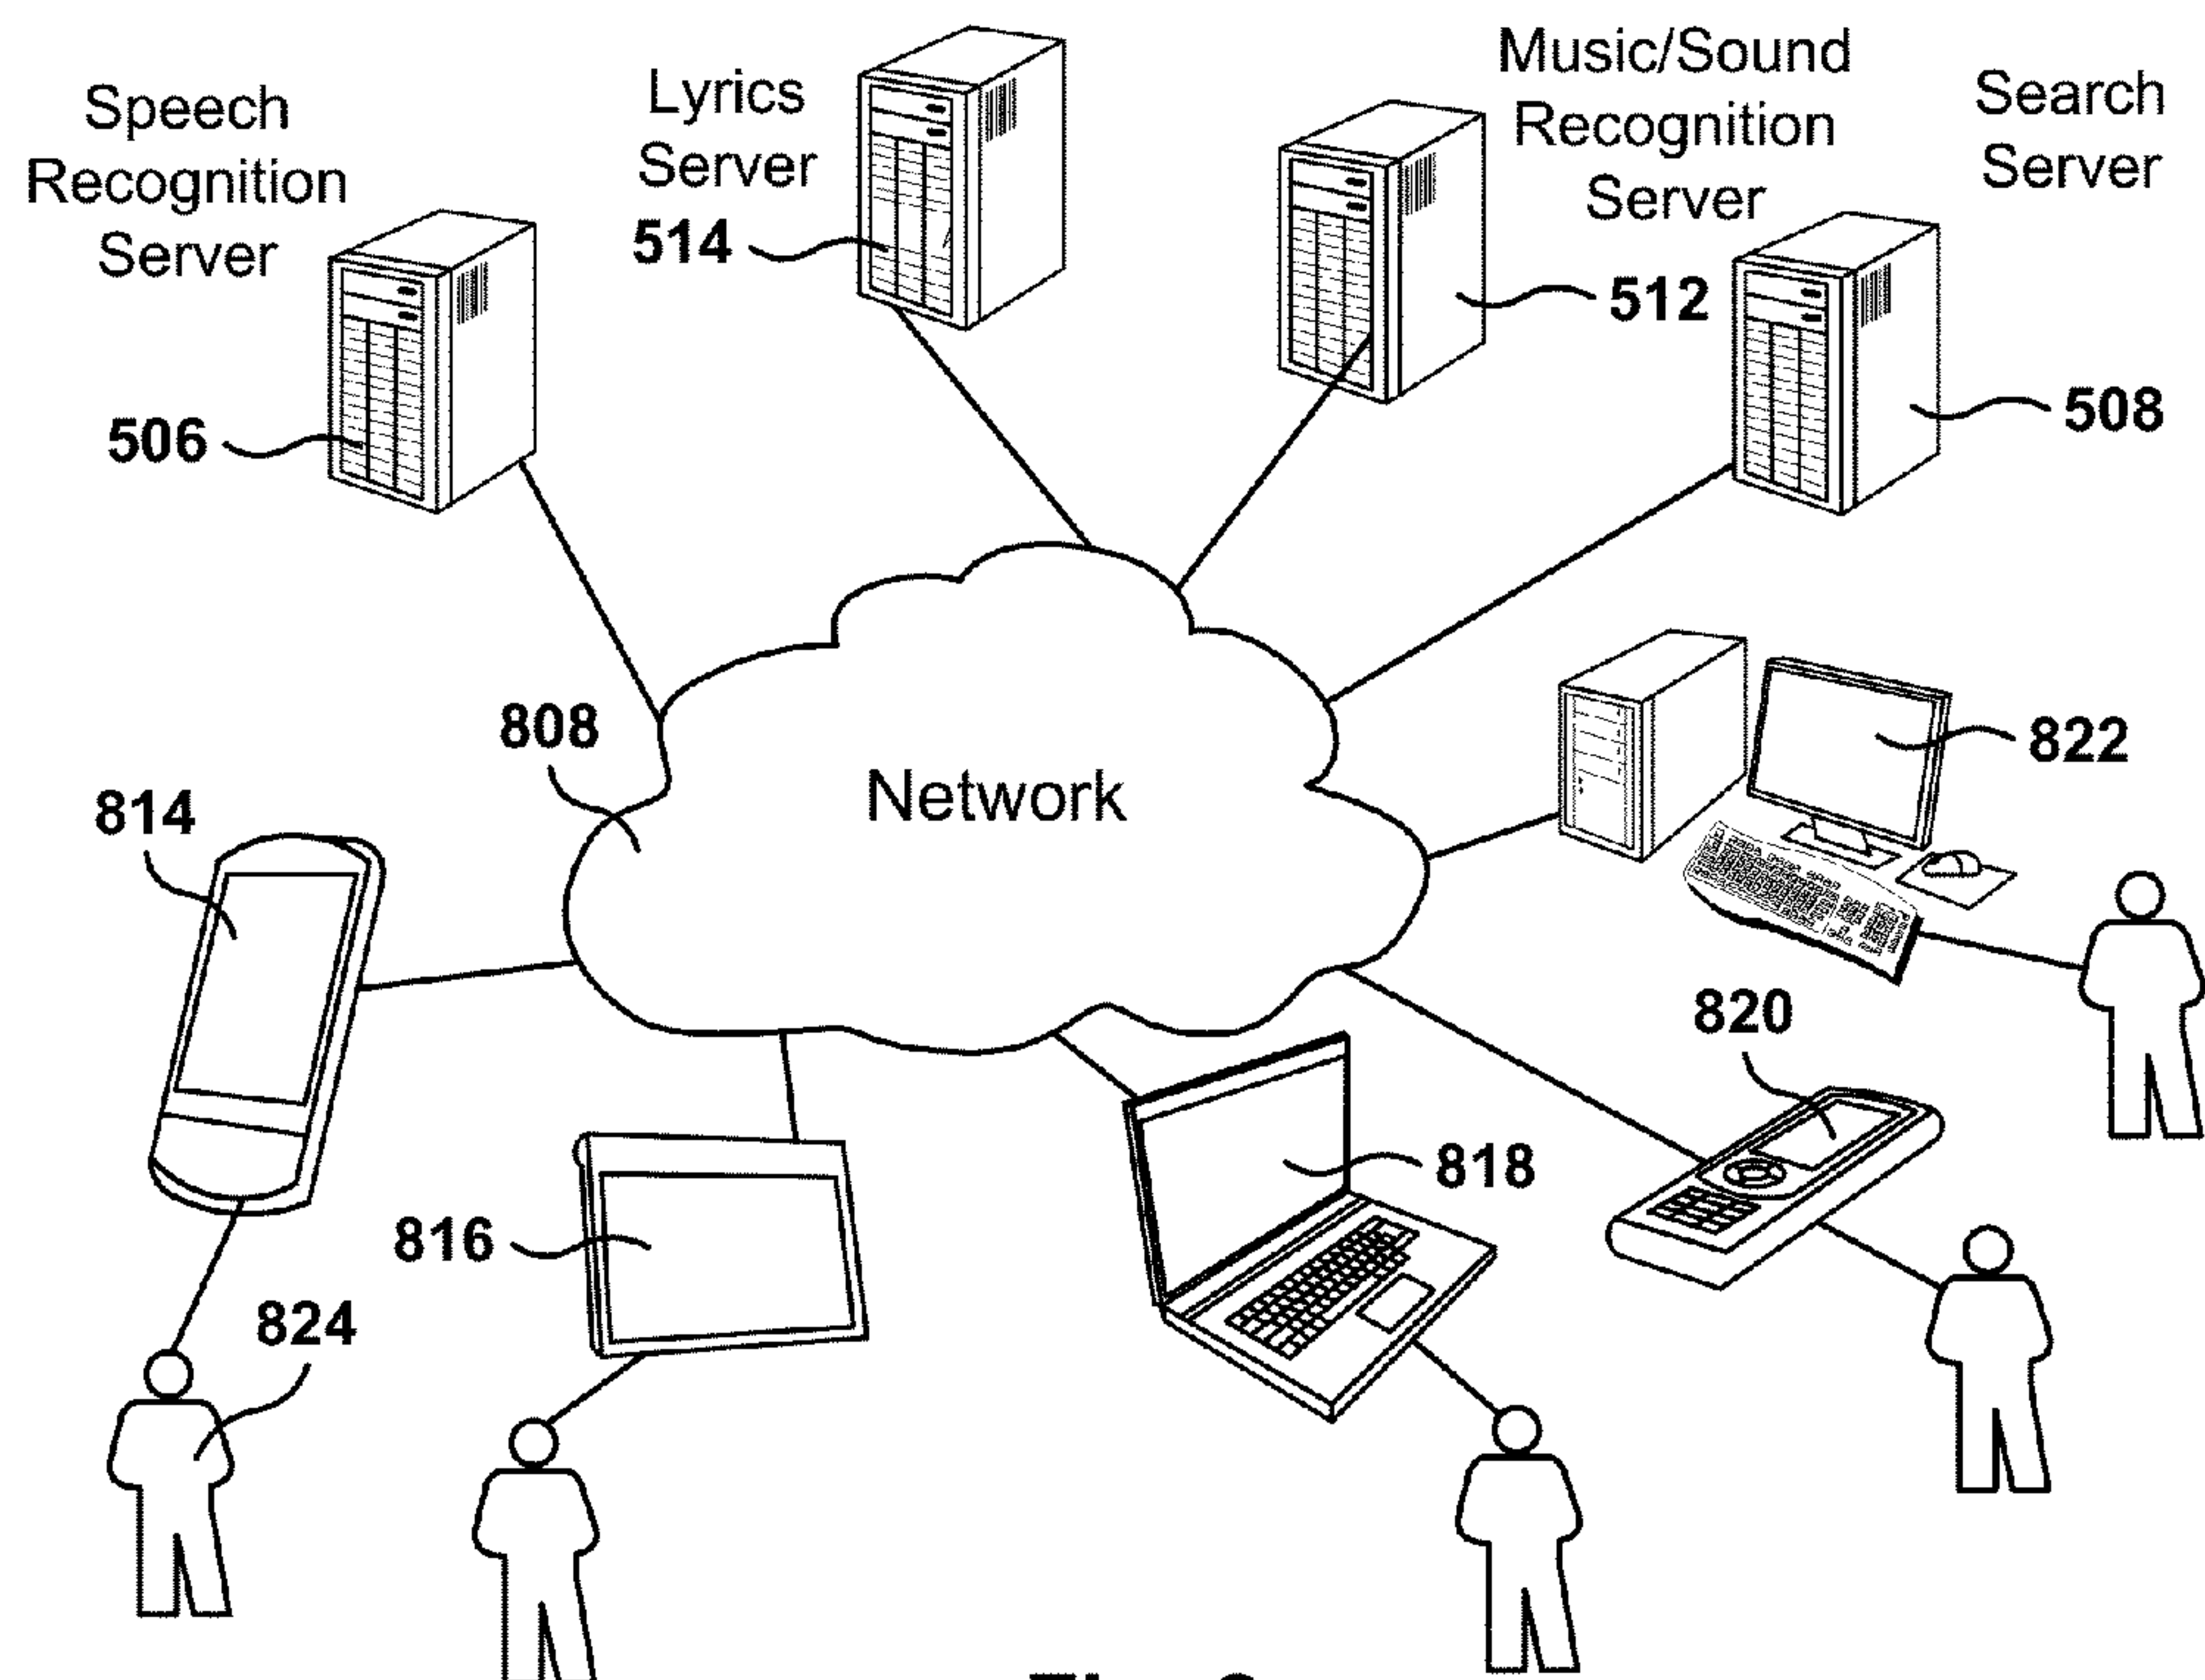 Speech
Recognition
Server
506
Lyrics
Server
514
Music/Sound
Recognition
Server
512
Search
Server
508
808
Network
822
814
820
818
816
824